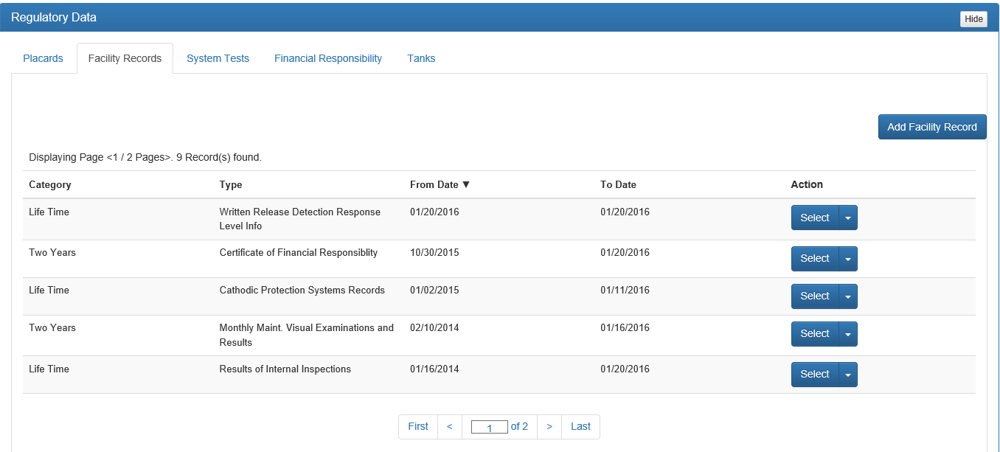 Regulatory Data
Hide
Placards Facility Records System Tests Financial Responsibility Tanks
Add Facility Record
Displaying Page <1 / 2 Pages>. 9 Record(s) found.
Category Type From Date ▼ To Date Action
Life Time Written Release Detection Response 01/20/2016 01/20/2016 Select
Level Info
Two Years Certificate of Financial Responsiblity 10/30/2015 01/20/2016 Select
Life Time Cathodic Protection Systems Records 01/02/2015 01/11/2016 Select
Two Years Monthly Maint. Visual Examinations and 02/10/2014 01/16/2016 Select
Results
Life Time Results of Internal Inspections 01/16/2014 01/20/2016 Select
First < 1 of 2 > Last